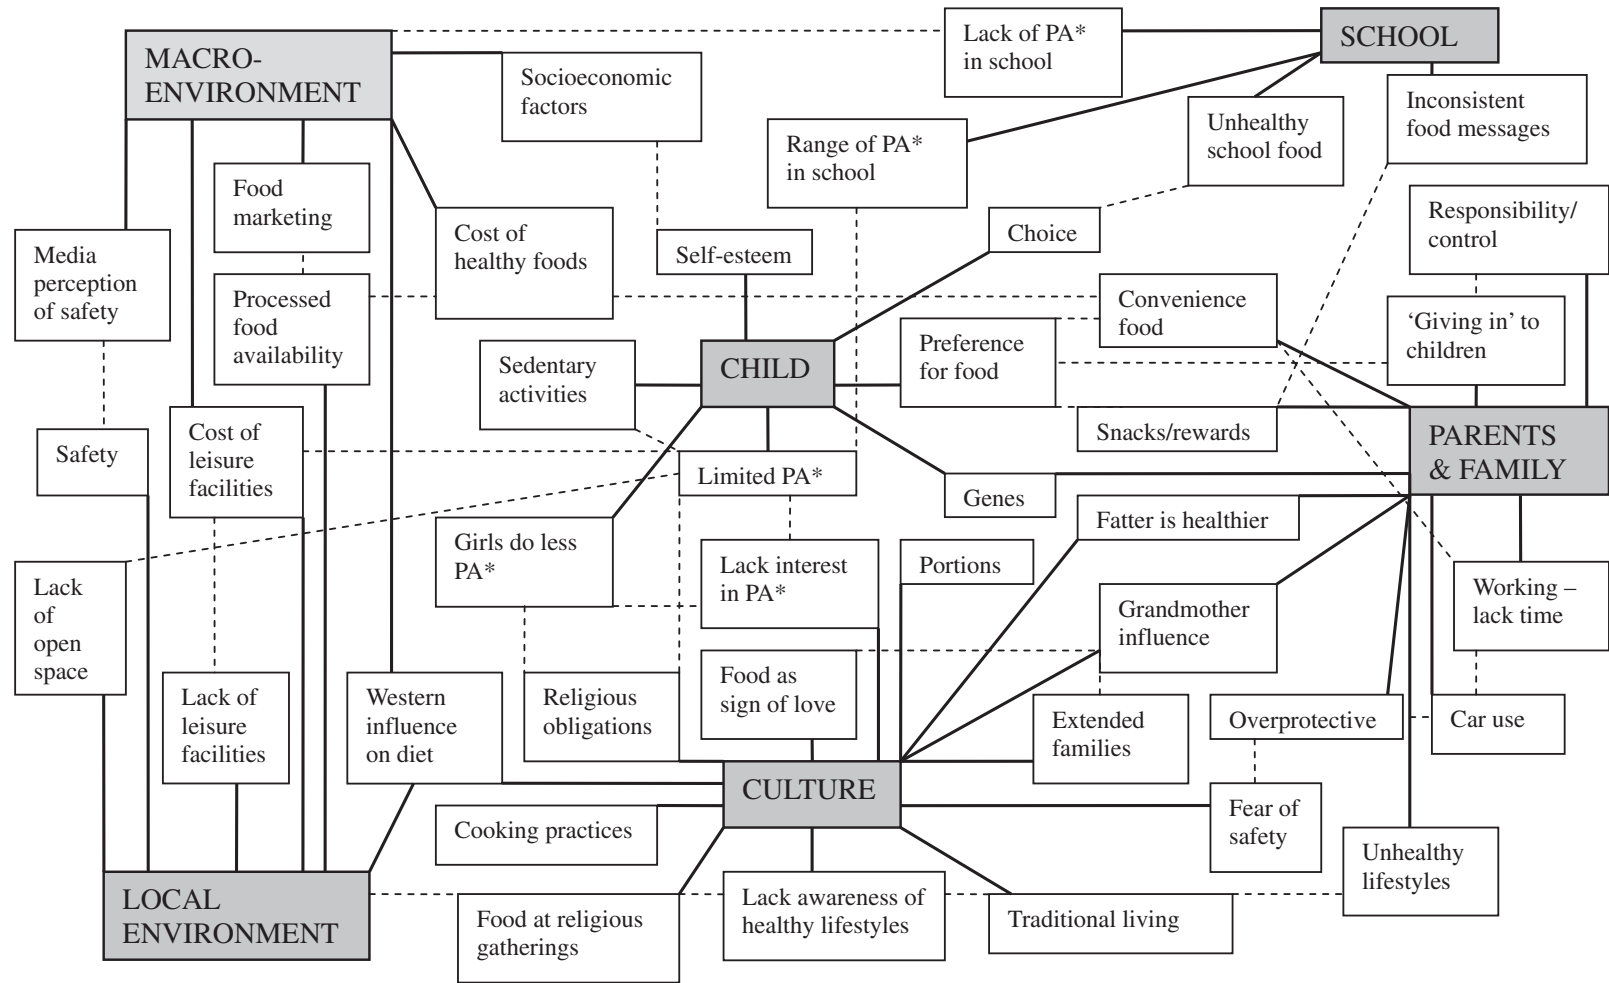 MACRO-
ENVIRONMENT
Socioeconomic
factors
Lack of PA*
in school
SCHOOL
Inconsistent
food messages
Unhealthy
school food
Range of PA*
in school
Food
marketing
Cost of
healthy foods
Self-esteem
Choice
Responsibility/
control
Media
perception
of safety
Processed
food
availability
Convenience
food
‘Giving in’ to
children
Sedentary
activities
CHILD
Preference
for food
Snacks/rewards
PARENTS
& FAMILY
Safety
Cost of
leisure
facilities
Limited PA*
Genes
Fatter is healthier
Girls do less
PA*
Lack interest
in PA*
Portions
Grandmother
influence
Working –
lack time
Lack
of
open
space
Lack of
leisure
facilities
Western
influence
on diet
Religious
obligations
Food as
sign of love
Extended
families
Overprotective
Car use
CULTURE
Cooking practices
Fear of
safety
Unhealthy
lifestyles
LOCAL
ENVIRONMENT
Food at religious
gatherings
Lack awareness of
healthy lifestyles
Traditional living